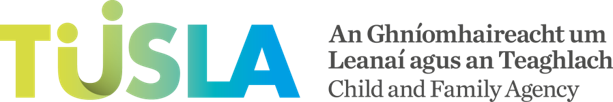 TUSLA
An Ghníomhaireacht um
Leanaí agus an Teaghlach
Child and Family Agency